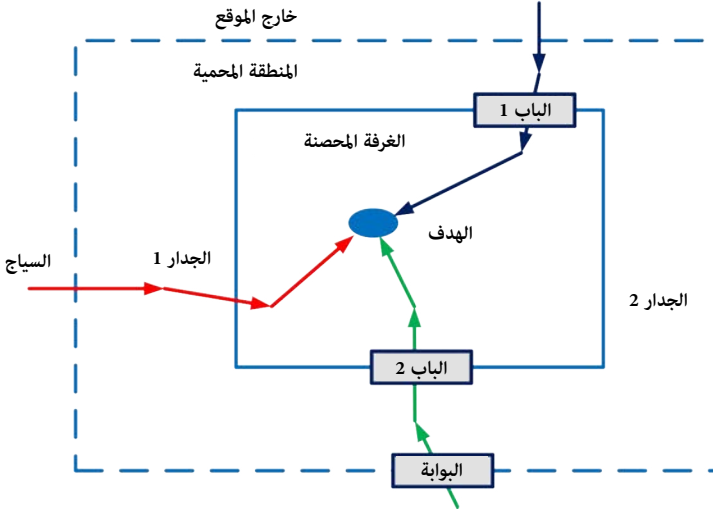 خارج الموقع
المنطقة المحمية
الباب 1
الغرفة المحصنة
الهدف
الجدار 1
السياج
الجدار 2
الباب 2
البوابة